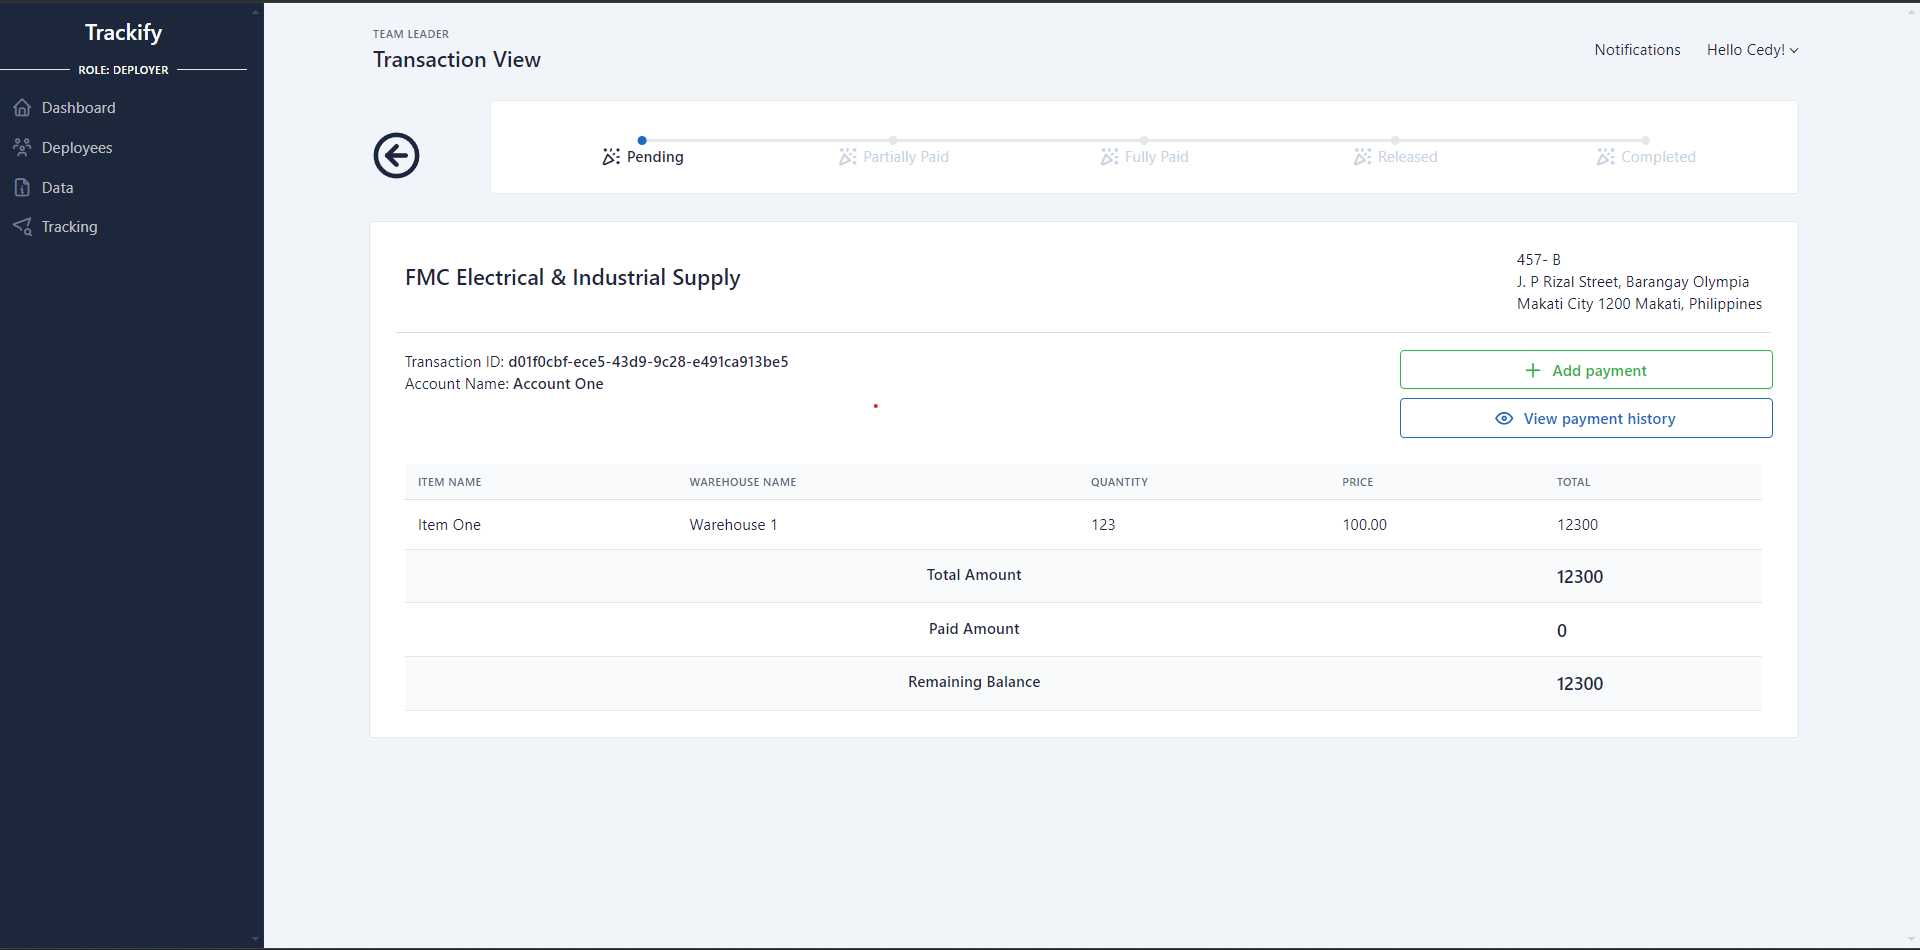 Trackify
ROLE: DEPLOYER
Dashboard
Deployees
Data
Tracking
TEAM LEADER
Transaction View
Notifications
Hello Cedy!
Pending
Partially Paid
Fully Paid
Released
Completed
FMC Electrical & Industrial Supply
457- B
J. P Rizal Street, Barangay Olympia
Makati City 1200 Makati, Philippines
Transaction ID: d01f0cbf-ece5-43d9-9c28-e491ca913be5
Account Name: Account One
Add payment
View payment history
ITEM NAME WAREHOUSE NAME QUANTITY PRICE TOTAL
Item One Warehouse 1 123 100.00 12300
Total Amount 12300
Paid Amount 0
Remaining Balance 12300